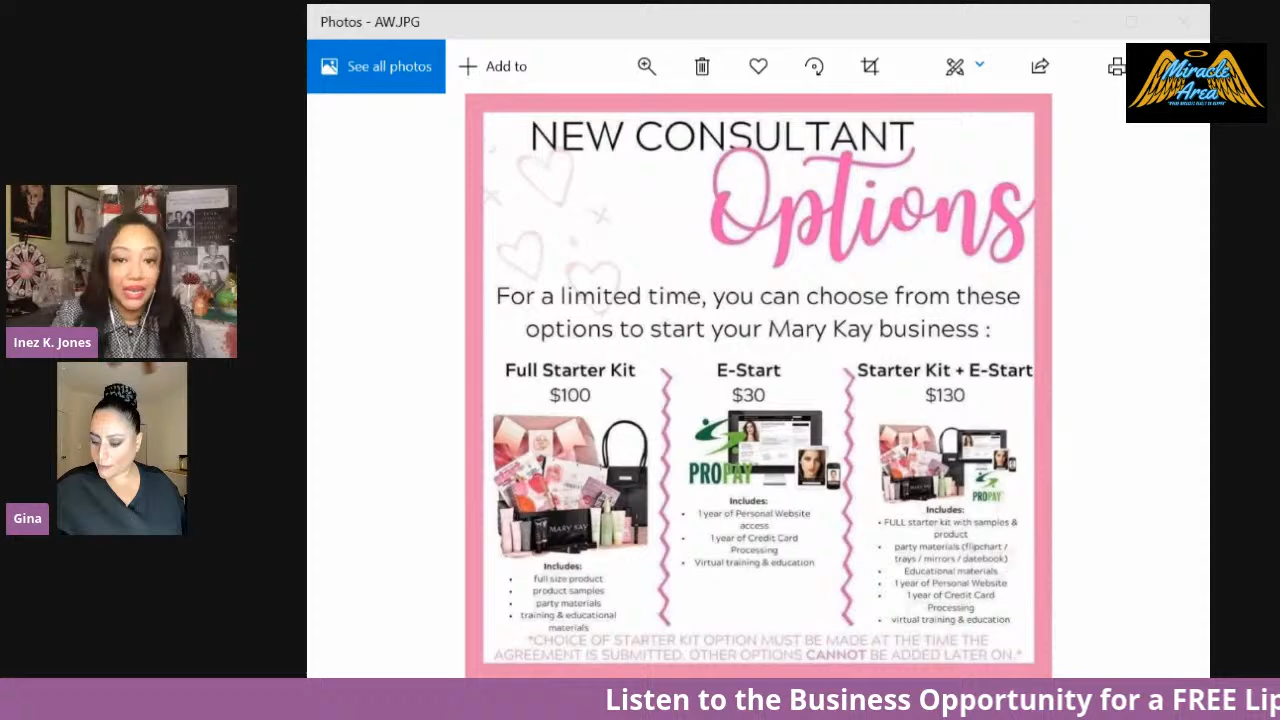 Photos - AW.JPG
See all photos
Add to
Miracle
Area
NEW CONSULTANT
Options
For a limited time, you can choose from these
options to start your Mary Kay business :
Full Starter Kit
$100
MARY KAY
Includes:
• full size product
• product samples
• party materials
• training & educational
materials
E-Start
$30
PROPAY
Includes:
• 1 year of Personal Website
access
• 1 year of Credit Card
Processing
• Virtual training & education
Starter Kit + E-Start
$130
PROPAY
Includes:
• FULL starter kit with samples &
product
• party materials (flipchart /
trays / mirrors / datebook)
• Educational materials
• 1 year of Personal Website
• 1 year of Credit Card
Processing
• virtual training & education
*CHOICE OF STARTER KIT OPTION MUST BE MADE AT THE TIME THE
AGREEMENT IS SUBMITTED. OTHER OPTIONS CANNOT BE ADDED LATER ON.*
Inez K. Jones
Gina
Listen to the Business Opportunity for a FREE Lip